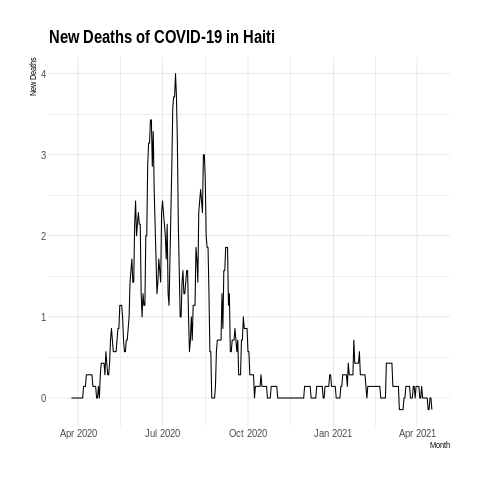 New Deaths of COVID-19 in Haiti
New Deaths
4
3
2
1
0
Apr 2020 Jul 2020 Oct 2020 Jan 2021 Apr 2021
Month